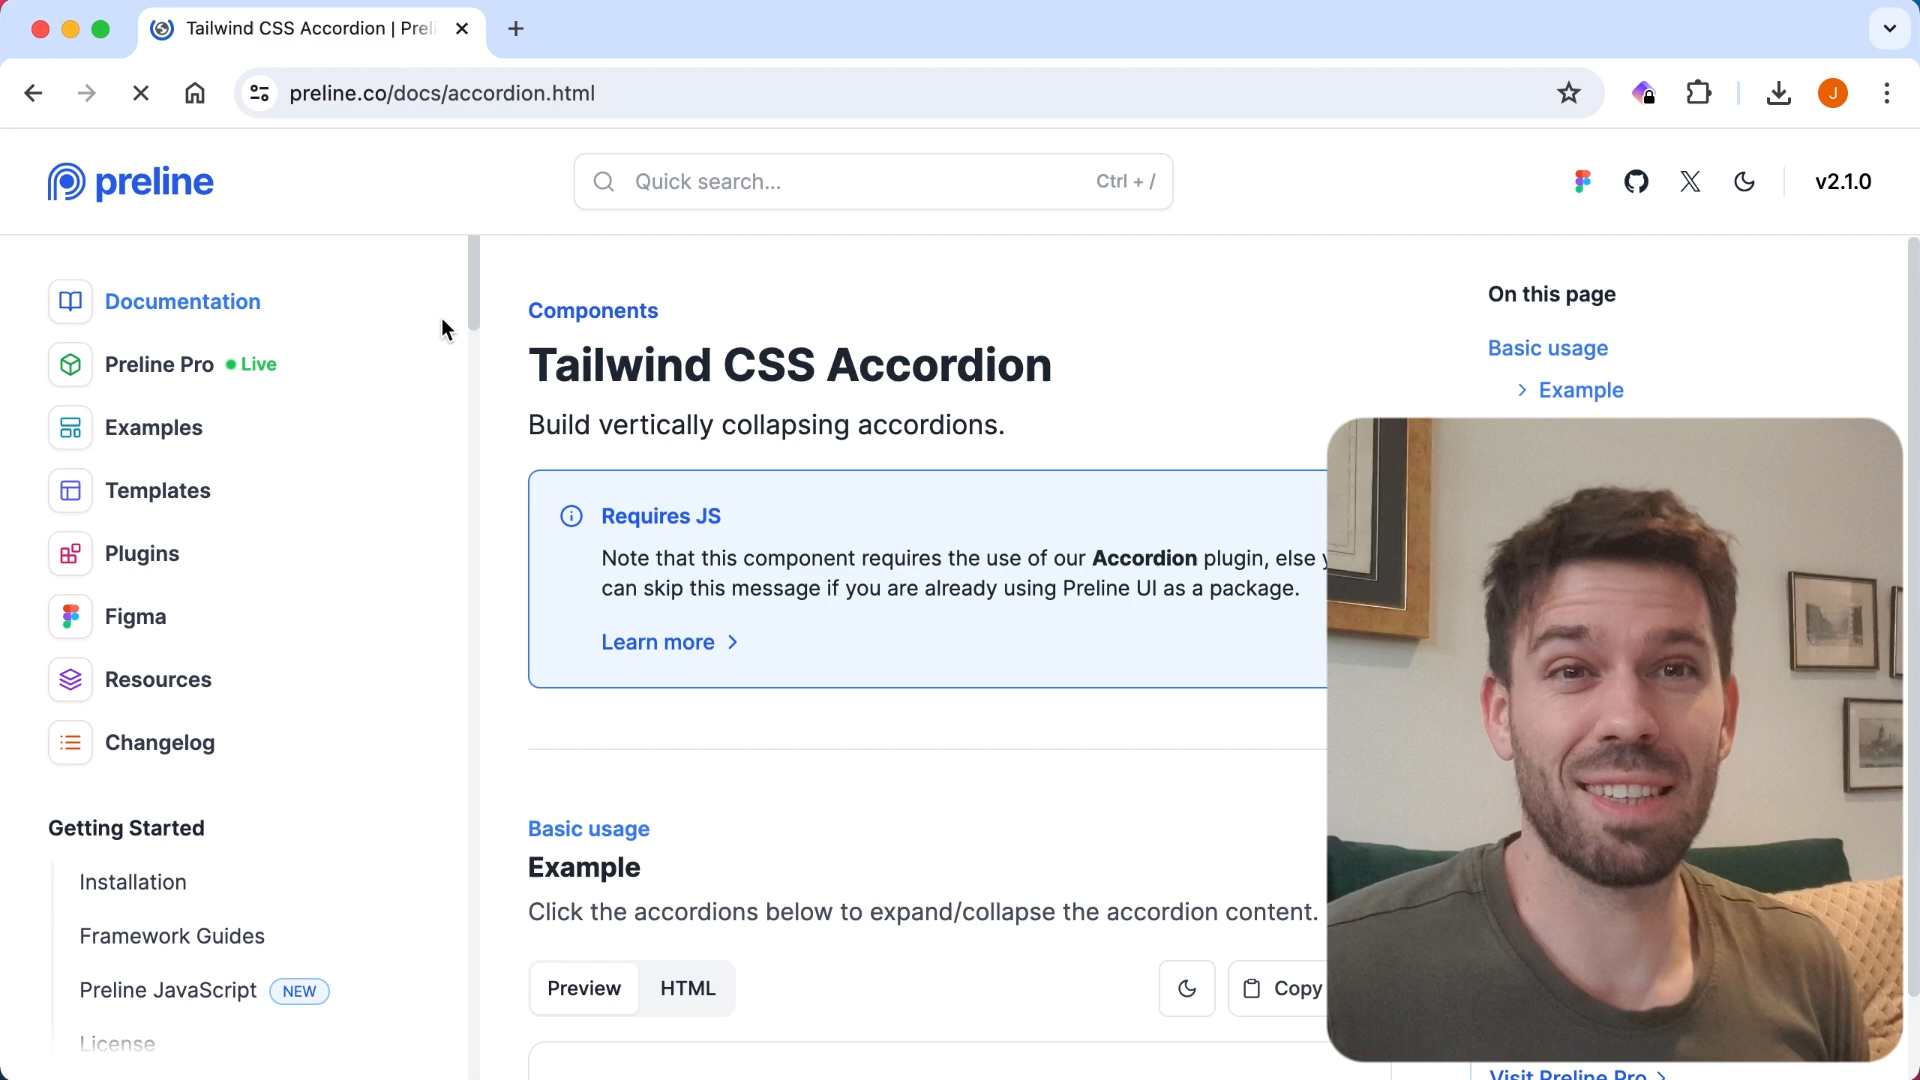 Tailwind CSS Accordion | Preli
preline.co/docs/accordion.html
J
preline
Quick search...
Ctrl + /
v2.1.0
Documentation
Preline Pro
Live
Examples
Templates
Plugins
Figma
Resources
Changelog
Getting Started
Installation
Framework Guides
Preline JavaScript
NEW
License
Components
Tailwind CSS Accordion
Build vertically collapsing accordions.
Requires JS
Note that this component requires the use of our Accordion plugin, else
can skip this message if you are already using Preline UI as a package.
Learn more
Basic usage
Example
Click the accordions below to expand/collapse the accordion content.
Preview
HTML
Copy
On this page
Basic usage
Example
Visit Preline Pro